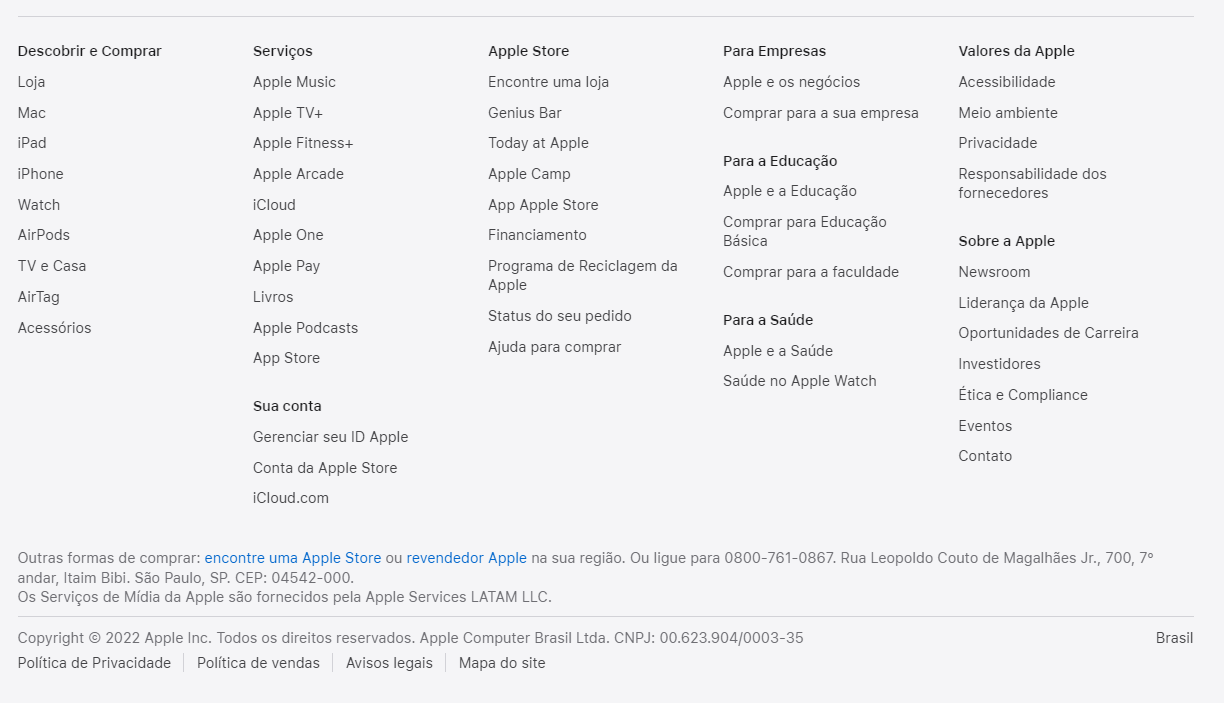 Descobrir e Comprar
Loja
Mac
iPad
iPhone
Watch
AirPods
TV e Casa
AirTag
Acessórios
Serviços
Apple Music
Apple TV+
Apple Fitness+
Apple Arcade
iCloud
Apple One
Apple Pay
Livros
Apple Podcasts
App Store
Sua conta
Gerenciar seu ID Apple
Conta da Apple Store
iCloud.com
Apple Store
Encontre uma loja
Genius Bar
Today at Apple
Apple Camp
App Apple Store
Financiamento
Programa de Reciclagem da
Apple
Status do seu pedido
Ajuda para comprar
Para Empresas
Apple e os negócios
Comprar para a sua empresa
Para a Educação
Apple e a Educação
Comprar para Educação
Básica
Comprar para a faculdade
Para a Saúde
Apple e a Saúde
Saúde no Apple Watch
Valores da Apple
Acessibilidade
Meio ambiente
Privacidade
Responsabilidade dos
fornecedores
Sobre a Apple
Newsroom
Liderança da Apple
Oportunidades de Carreira
Investidores
Ética e Compliance
Eventos
Contato
Outras formas de comprar: encontre uma Apple Store ou revendedor Apple na sua região. Ou ligue para 0800-761-0867. Rua Leopoldo Couto de Magalhães Jr., 700, 7º
andar, Itaim Bibi. São Paulo, SP. CEP: 04542-000.
Os Serviços de Mídia da Apple são fornecidos pela Apple Services LATAM LLC.
Copyright © 2022 Apple Inc. Todos os direitos reservados. Apple Computer Brasil Ltda. CNPJ: 00.623.904/0003-35
Brasil
Política de Privacidade
Política de vendas
Avisos legais
Mapa do site